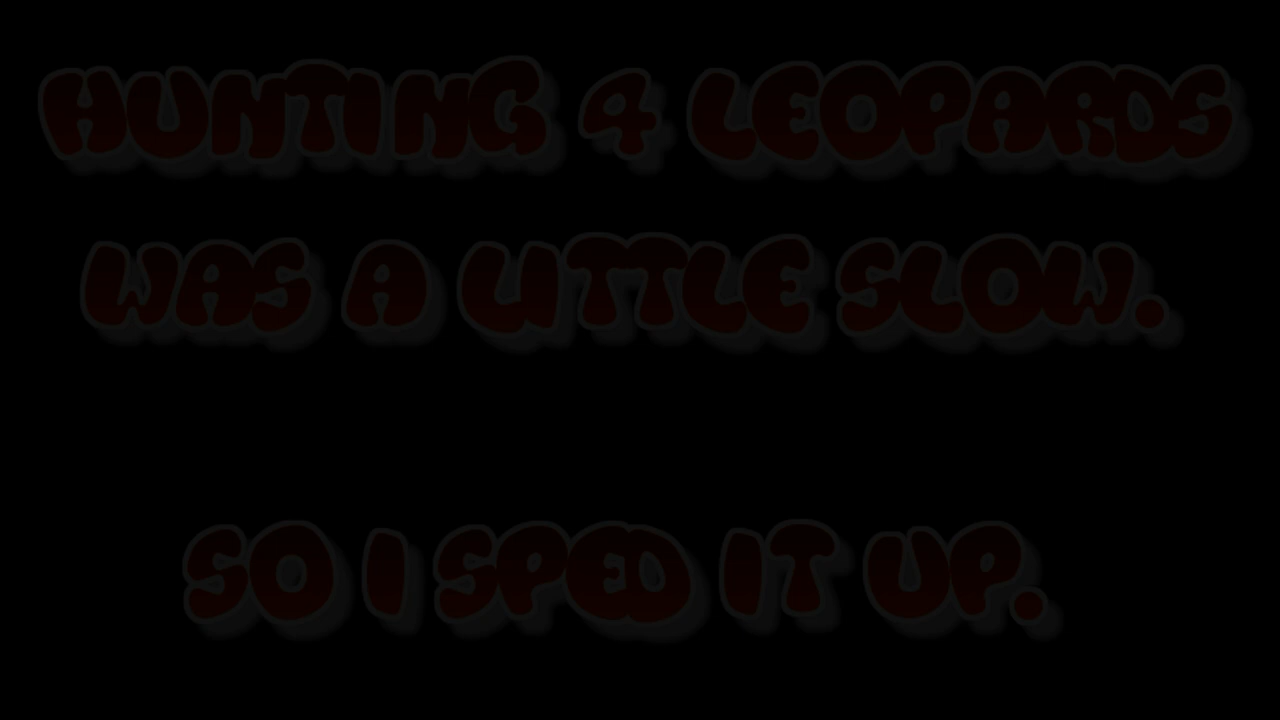 HUNTING 4 LEOPARDS
WAS A LITTLE SLOW.
SO I SPED IT UP.